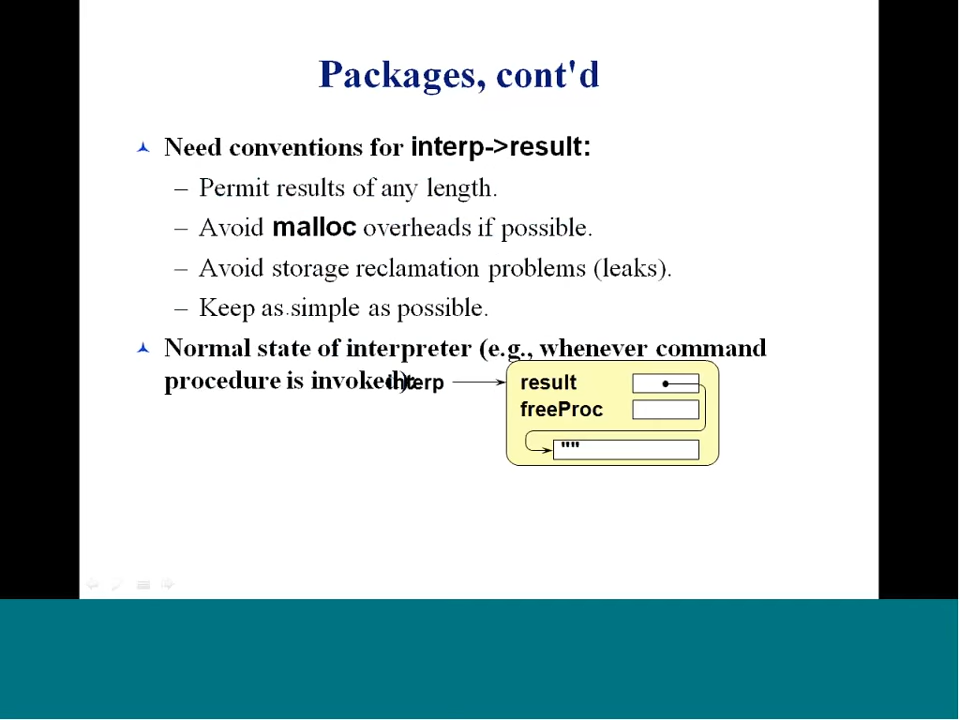 Packages, cont'd
Need conventions for interp->result:
– Permit results of any length.
– Avoid malloc overheads if possible.
– Avoid storage reclamation problems (leaks).
– Keep as simple as possible.
Normal state of interpreter (e.g., whenever command
procedure is invoked):
interp
result
freeProc
""